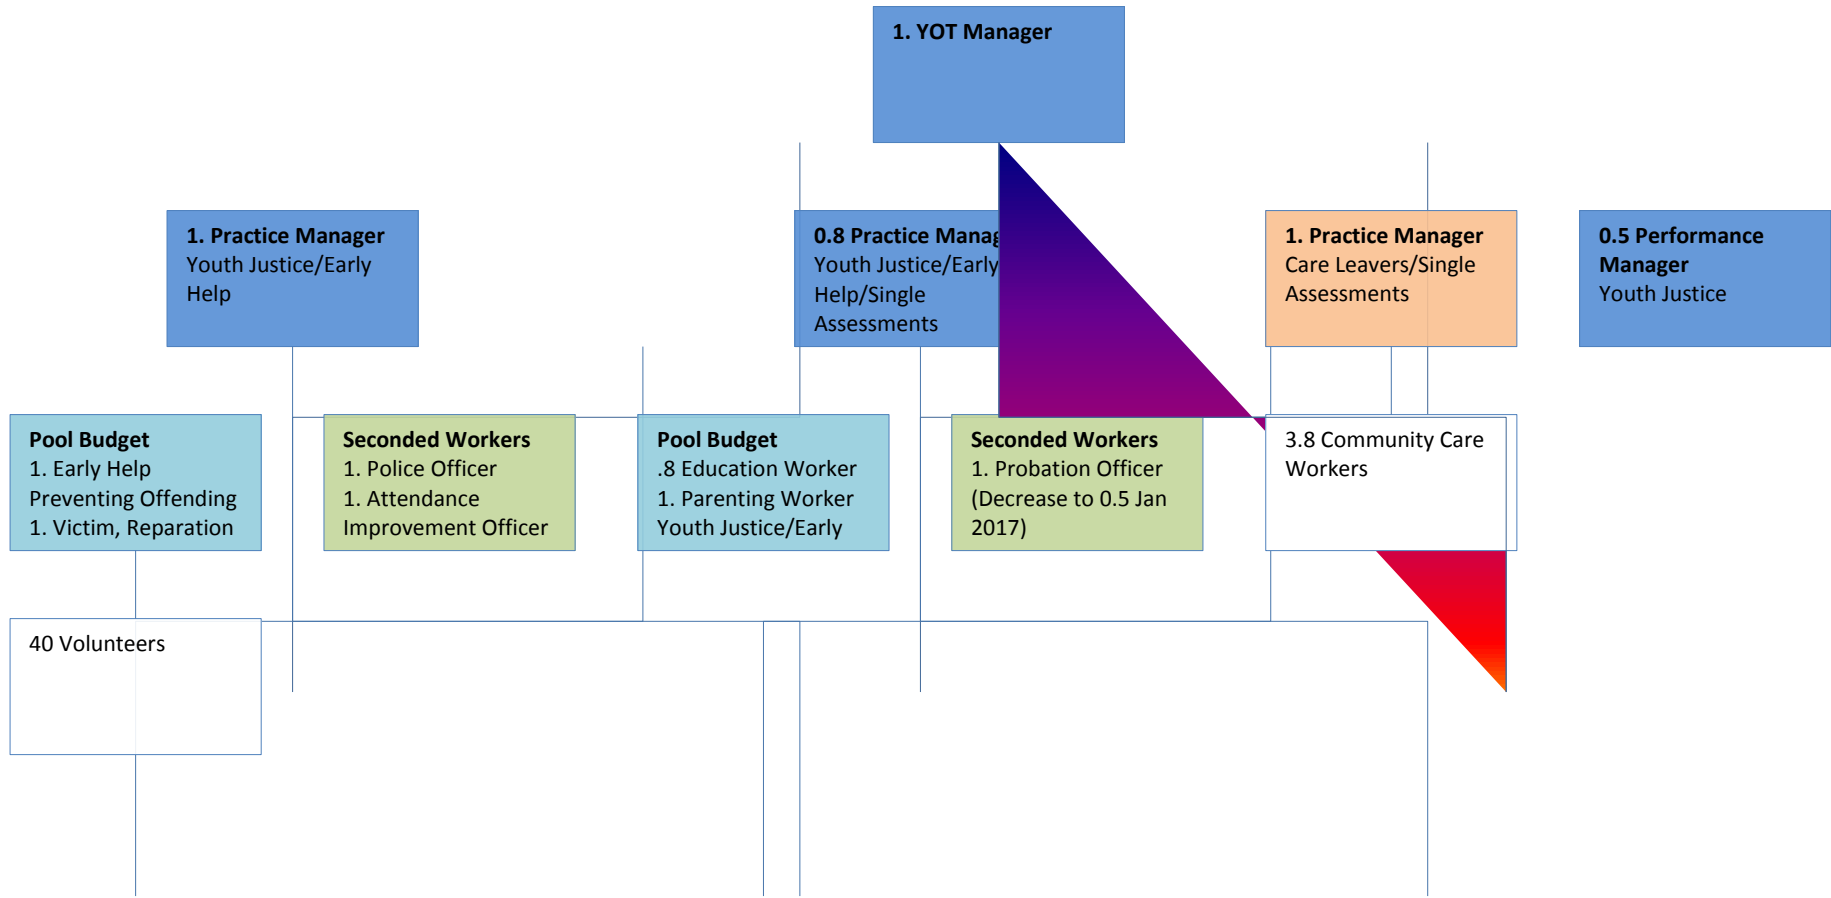 1. YOT Manager
1. Practice Manager
Youth Justice/Early
Help
0.8 Practice Manag
Youth Justice/Early
Help/Single
Assessments
1. Practice Manager
Care Leavers/Single
Assessments
0.5 Performance
Manager
Youth Justice
Pool Budget
1. Early Help
Preventing Offending
1. Victim, Reparation
Seconded Workers
1. Police Officer
1. Attendance
Improvement Officer
Pool Budget
.8 Education Worker
1. Parenting Worker
Youth Justice/Early
Seconded Workers
1. Probation Officer
(Decrease to 0.5 Jan
2017)
3.8 Community Care
Workers
40 Volunteers